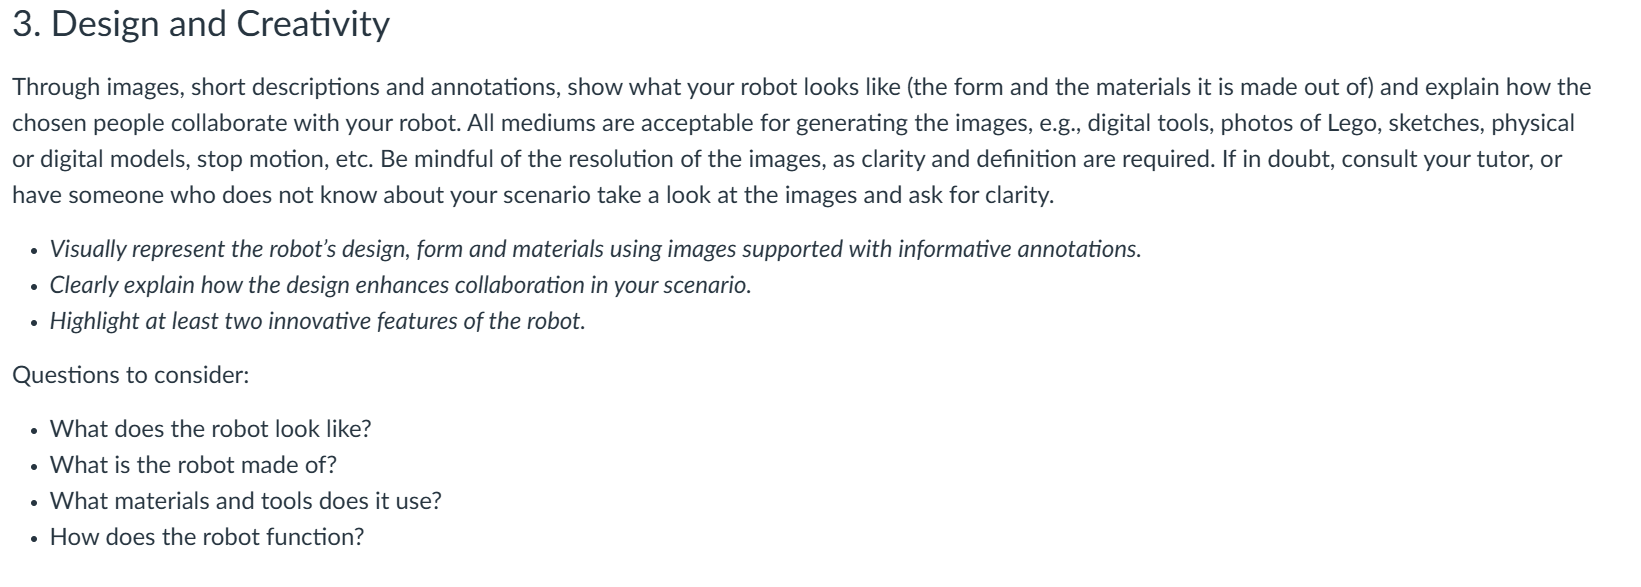 3. Design and Creativity
Through images, short descriptions and annotations, show what your robot looks like (the form and the materials it is made out of) and explain how the
chosen people collaborate with your robot. All mediums are acceptable for generating the images, e.g., digital tools, photos of Lego, sketches, physical
or digital models, stop motion, etc. Be mindful of the resolution of the images, as clarity and definition are required. If in doubt, consult your tutor, or
have someone who does not know about your scenario take a look at the images and ask for clarity.
• Visually represent the robot’s design, form and materials using images supported with informative annotations.
• Clearly explain how the design enhances collaboration in your scenario.
• Highlight at least two innovative features of the robot.
Questions to consider:
• What does the robot look like?
• What is the robot made of?
• What materials and tools does it use?
• How does the robot function?